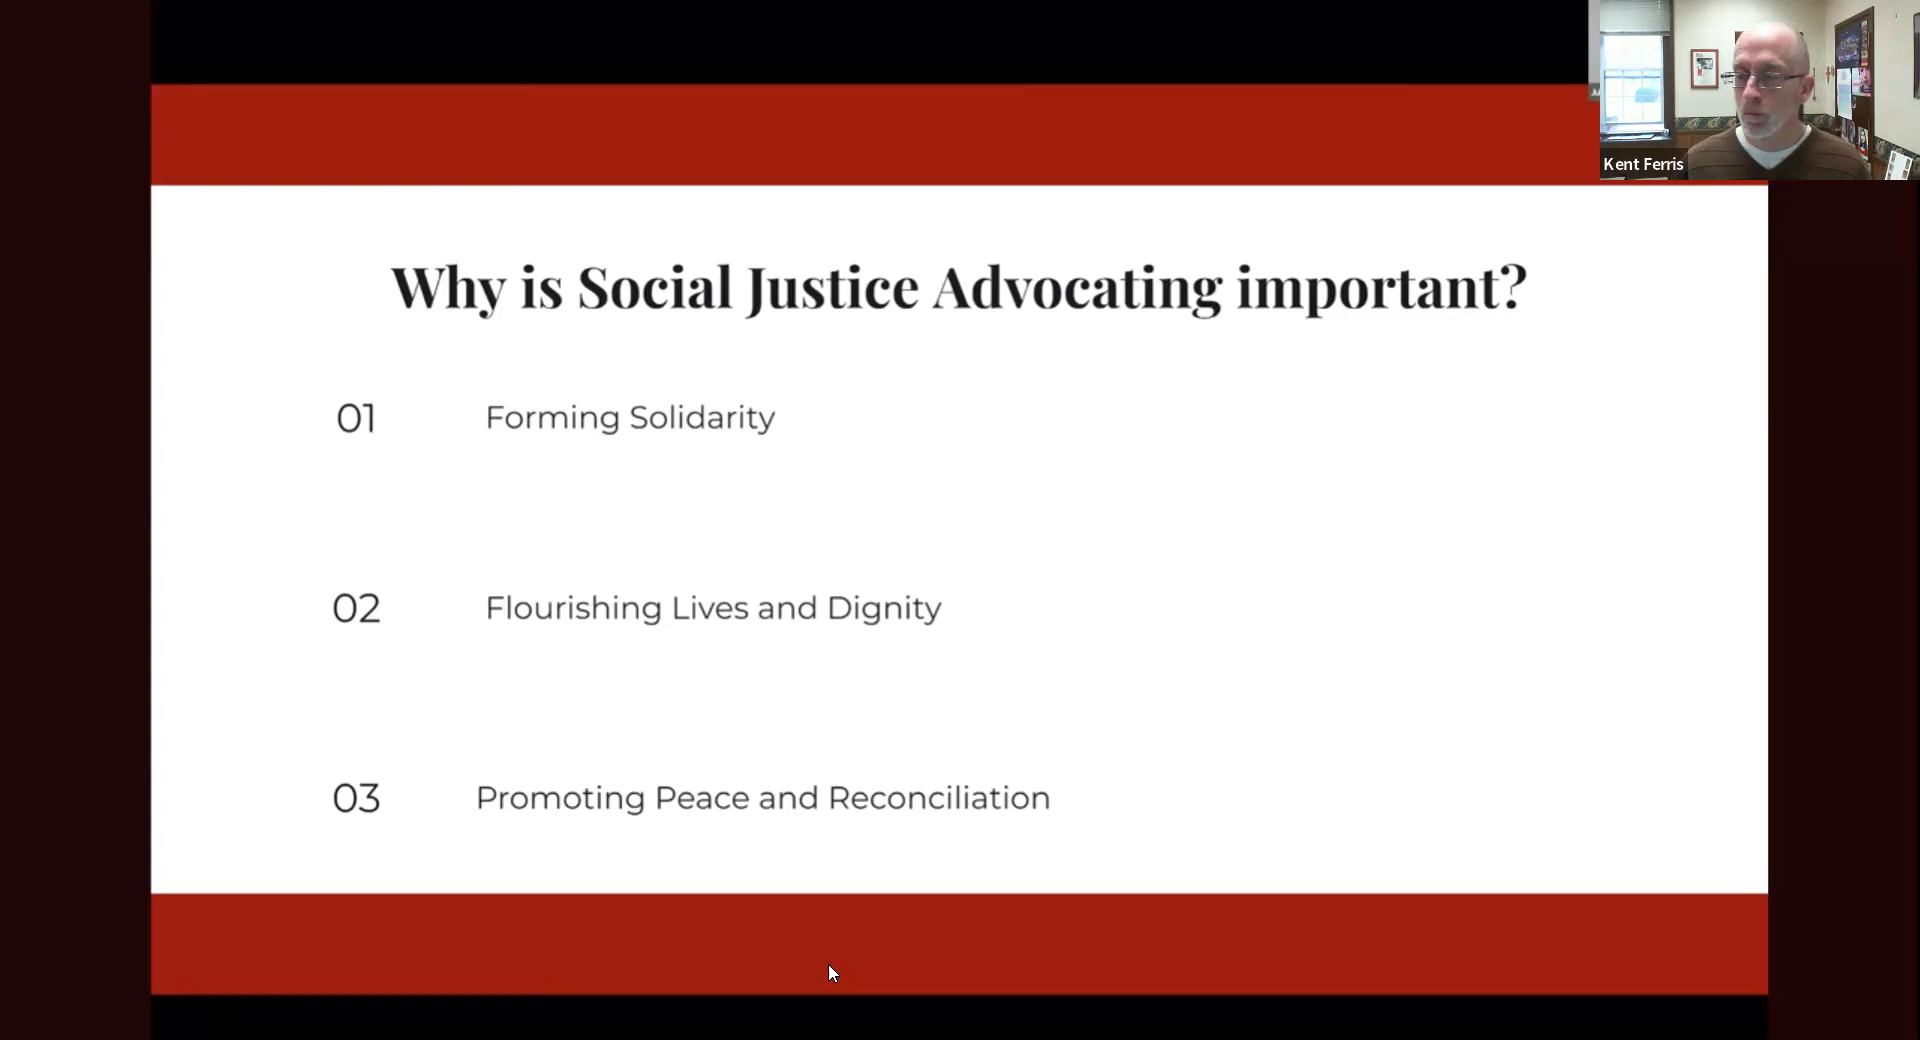 Why is Social Justice Advocating important?
01 Forming Solidarity
02 Flourishing Lives and Dignity
03 Promoting Peace and Reconciliation
Kent Ferris